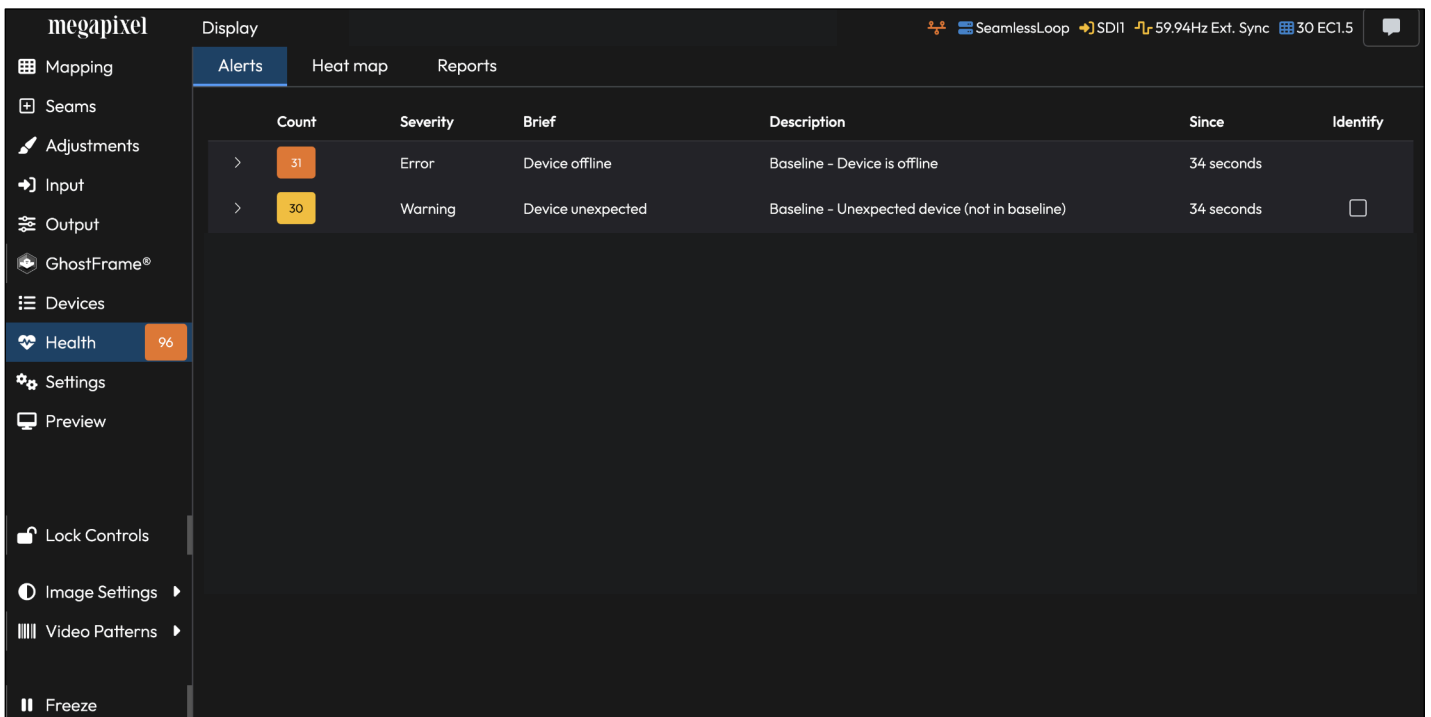 megapixel
Display
SeamlessLoop SDI1 59.94Hz Ext. Sync 30 EC1.5
Mapping
Seams
Adjustments
Input
Output
GhostFrame®
Devices
Health 96
Settings
Preview
Lock Controls
Image Settings
Video Patterns
Freeze
Alerts Heat map Reports
Count Severity Brief Description Since Identify
31 Error Device offline Baseline - Device is offline 34 seconds
30 Warning Device unexpected Baseline - Unexpected device (not in baseline) 34 seconds